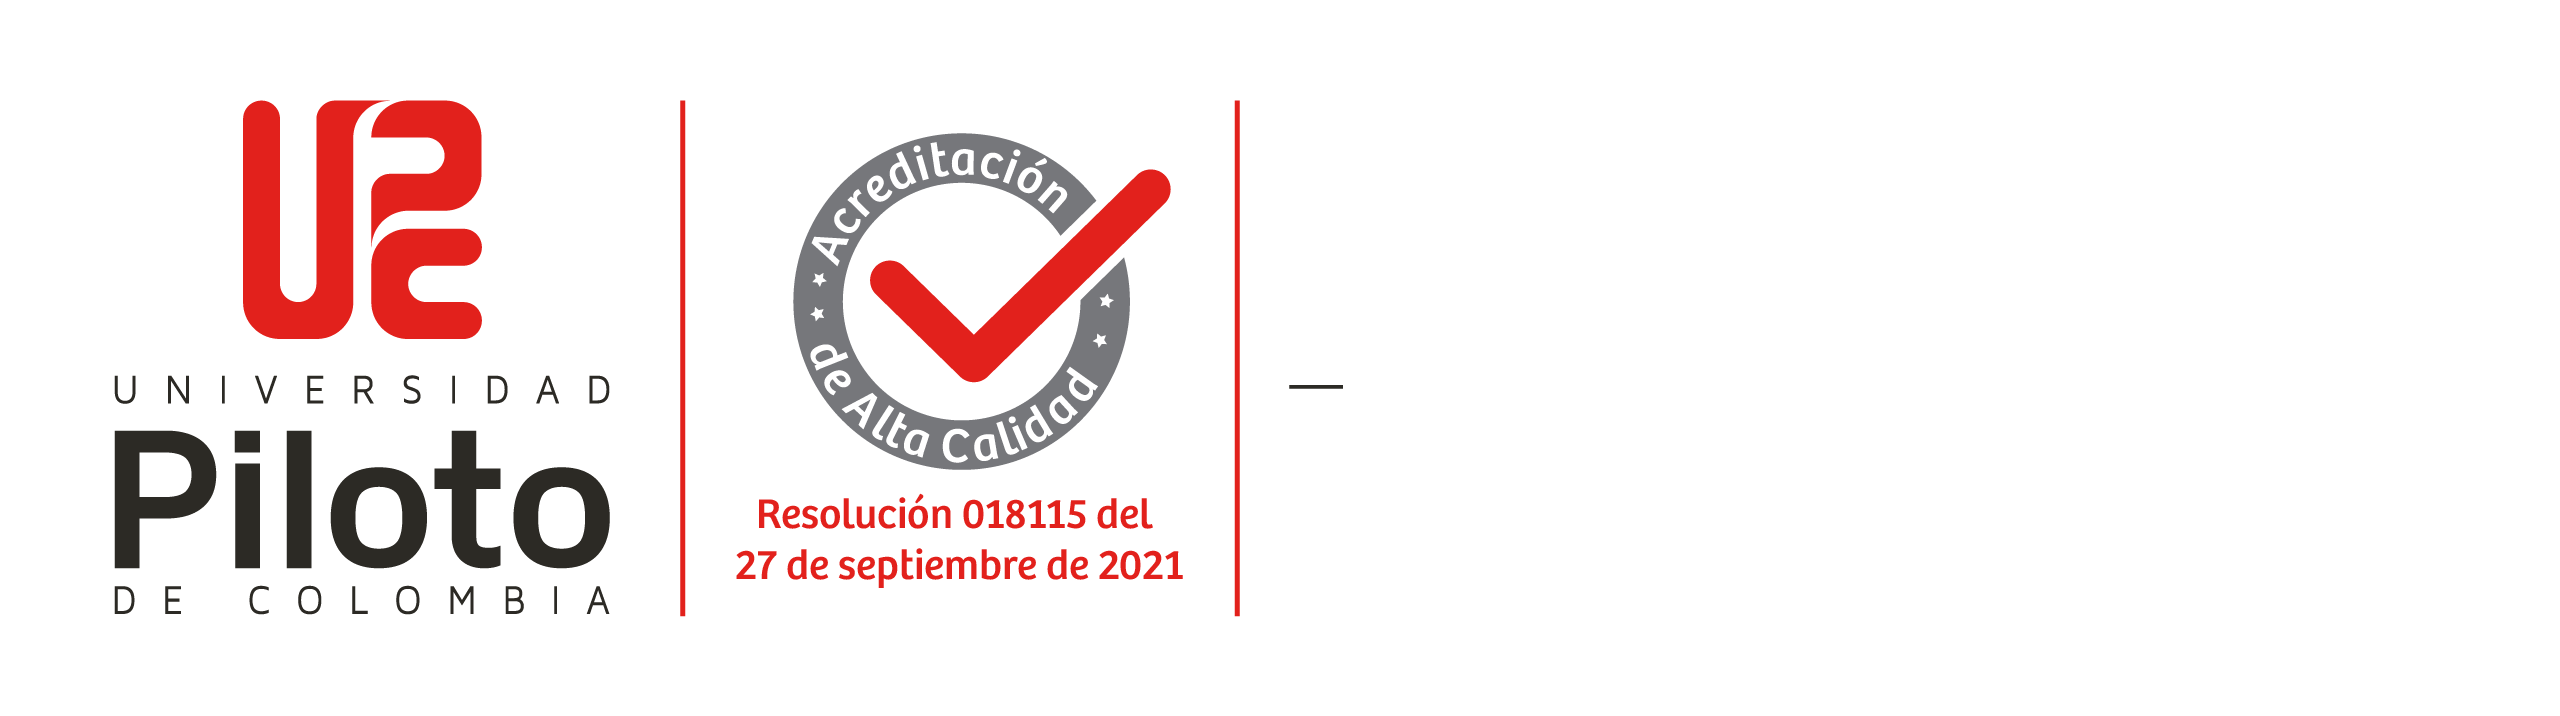 UNIVERSIDAD
Piloto
DE COLOMBIA
Acreditación
de Alta Calidad
Resolución 018115 del
27 de septiembre de 2021